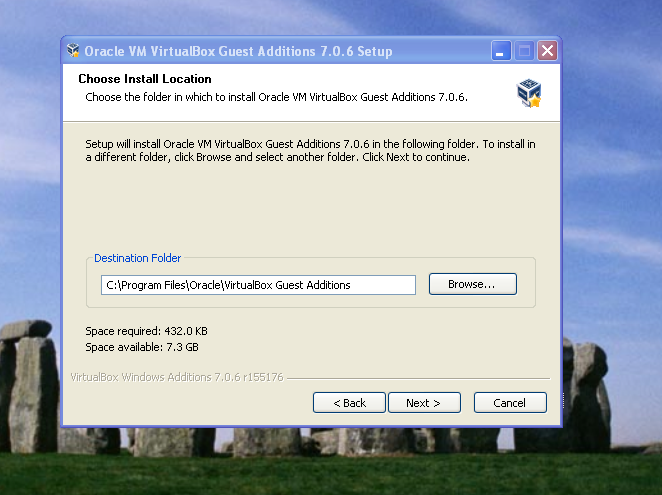 Oracle VM VirtualBox Guest Additions 7.0.6 Setup
Choose Install Location
Choose the folder in which to install Oracle VM VirtualBox Guest Additions 7.0.6.
Setup will install Oracle VM VirtualBox Guest Additions 7.0.6 in the following folder. To install in
a different folder, click Browse and select another folder. Click Next to continue.
Destination Folder
C:\Program Files\Oracle\VirtualBox Guest Additions
Browse...
Space required: 432.0 KB
Space available: 7.3 GB
VirtualBox Windows Additions 7.0.6 r155176
< Back
Next >
Cancel